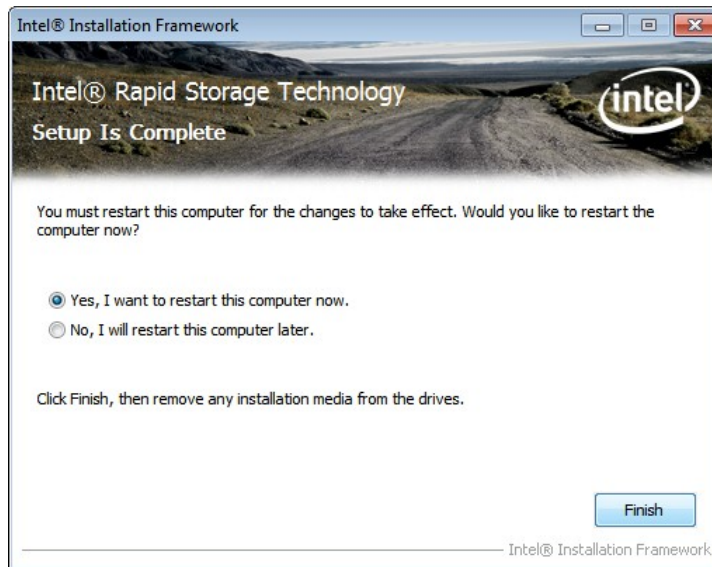 Intel® Installation Framework
Intel® Rapid Storage Technology
Setup Is Complete
intel
You must restart this computer for the changes to take effect. Would you like to restart the
computer now?
Yes, I want to restart this computer now.
No, I will restart this computer later.
Click Finish, then remove any installation media from the drives.
Finish
Intel® Installation Framework